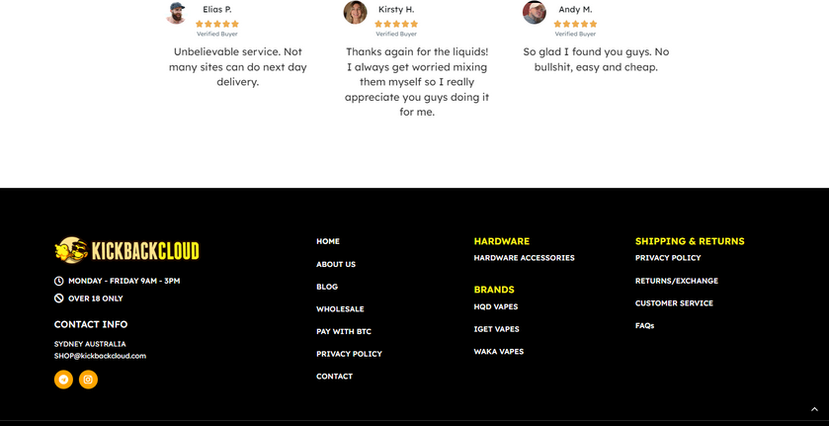 Elias P.
Verified Buyer
Unbelievable service. Not
many sites can do next day
delivery.
Kirsty H.
Verified Buyer
Thanks again for the liquids!
I always get worried mixing
them myself so I really
appreciate you guys doing it
for me.
Andy M.
Verified Buyer
So glad I found you guys. No
bullshit, easy and cheap.
KICKBACKCLOUD
MONDAY - FRIDAY 9AM - 3PM
OVER 18 ONLY
CONTACT INFO
SYDNEY AUSTRALIA
SHOP@kickbackcloud.com
HOME
ABOUT US
BLOG
WHOLESALE
PAY WITH BTC
PRIVACY POLICY
CONTACT
HARDWARE
HARDWARE ACCESSORIES
BRANDS
HQD VAPES
IGET VAPES
WAKA VAPES
SHIPPING & RETURNS
PRIVACY POLICY
RETURNS/EXCHANGE
CUSTOMER SERVICE
FAQs